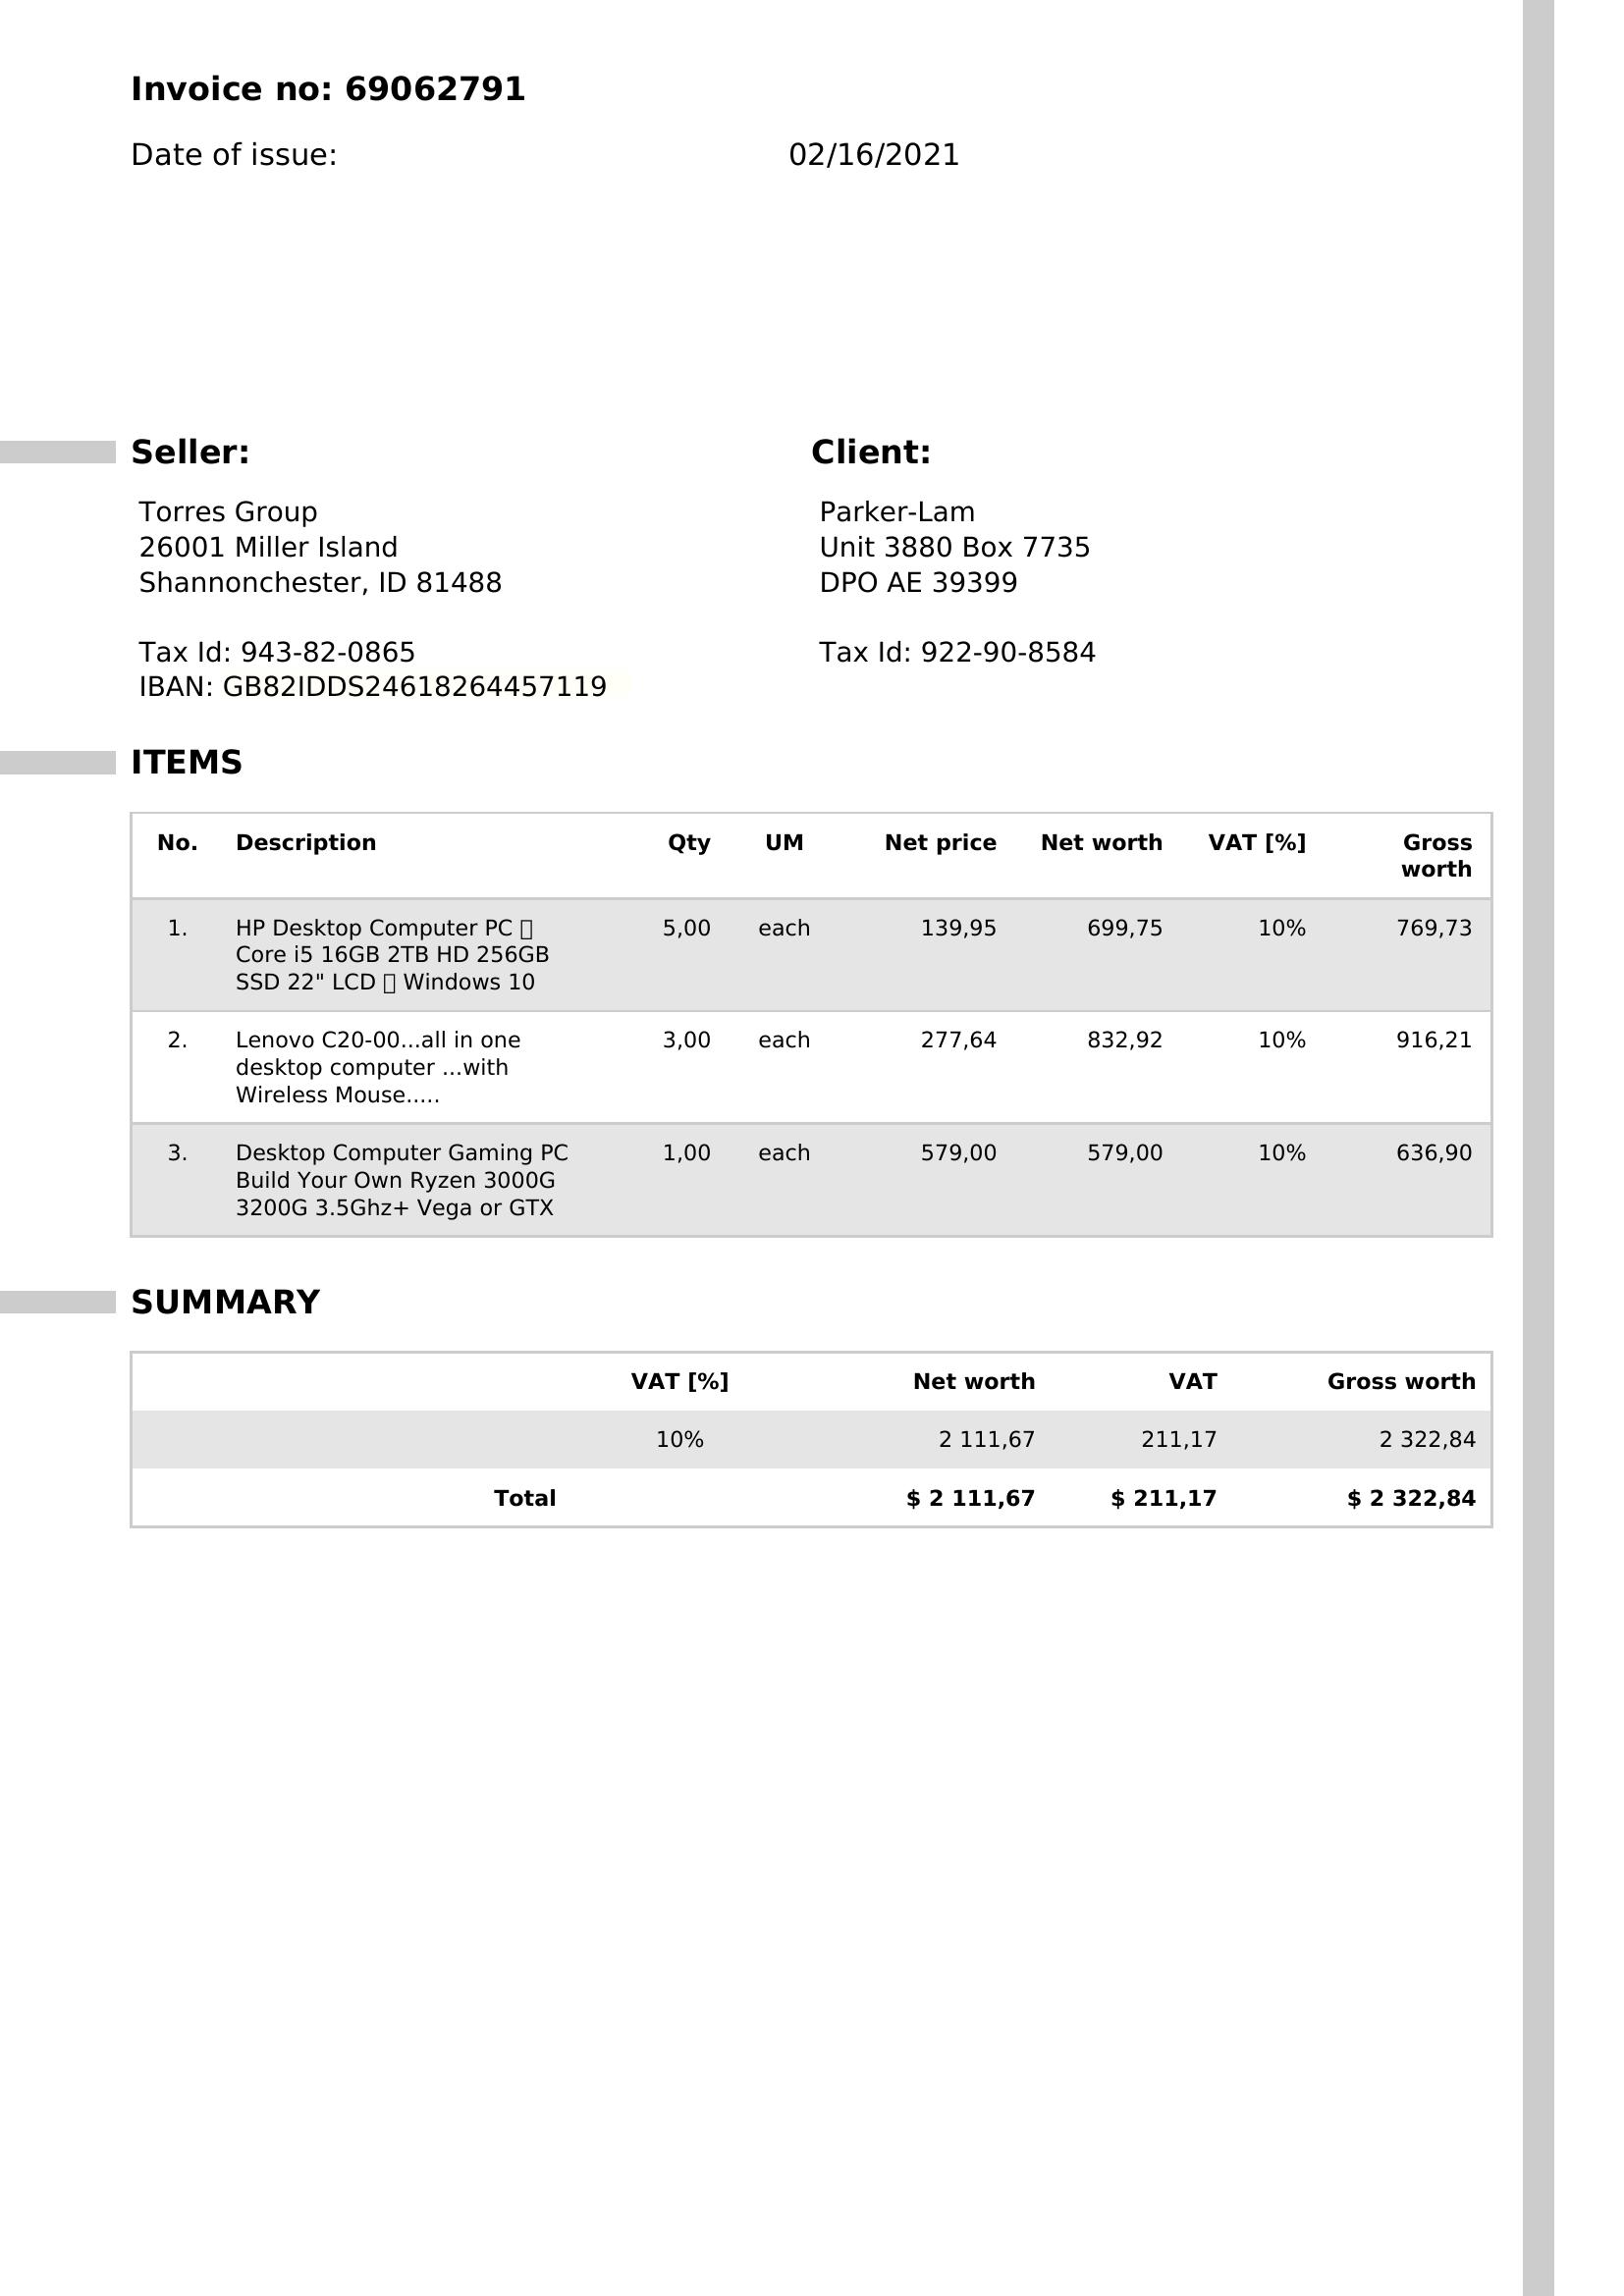 Invoice no: 69062791
Date of issue: 02/16/2021
Seller:
Torres Group
26001 Miller Island
Shannonchester, ID 81488
Tax Id: 943-82-0865
IBAN: GB82IDDS24618264457119
Client:
Parker-Lam
Unit 3880 Box 7735
DPO AE 39399
Tax Id: 922-90-8584
ITEMS
No. Description Qty UM Net price Net worth VAT [%] Gross
worth
1. HP Desktop Computer PC ▯ 5,00 each 139,95 699,75 10% 769,73
Core i5 16GB 2TB HD 256GB
SSD 22" LCD ▯ Windows 10
2. Lenovo C20-00...all in one 3,00 each 277,64 832,92 10% 916,21
desktop computer ...with
Wireless Mouse.....
3. Desktop Computer Gaming PC 1,00 each 579,00 579,00 10% 636,90
Build Your Own Ryzen 3000G
3200G 3.5Ghz+ Vega or GTX
SUMMARY
VAT [%] Net worth VAT Gross worth
10% 2 111,67 211,17 2 322,84
Total $ 2 111,67 $ 211,17 $ 2 322,84